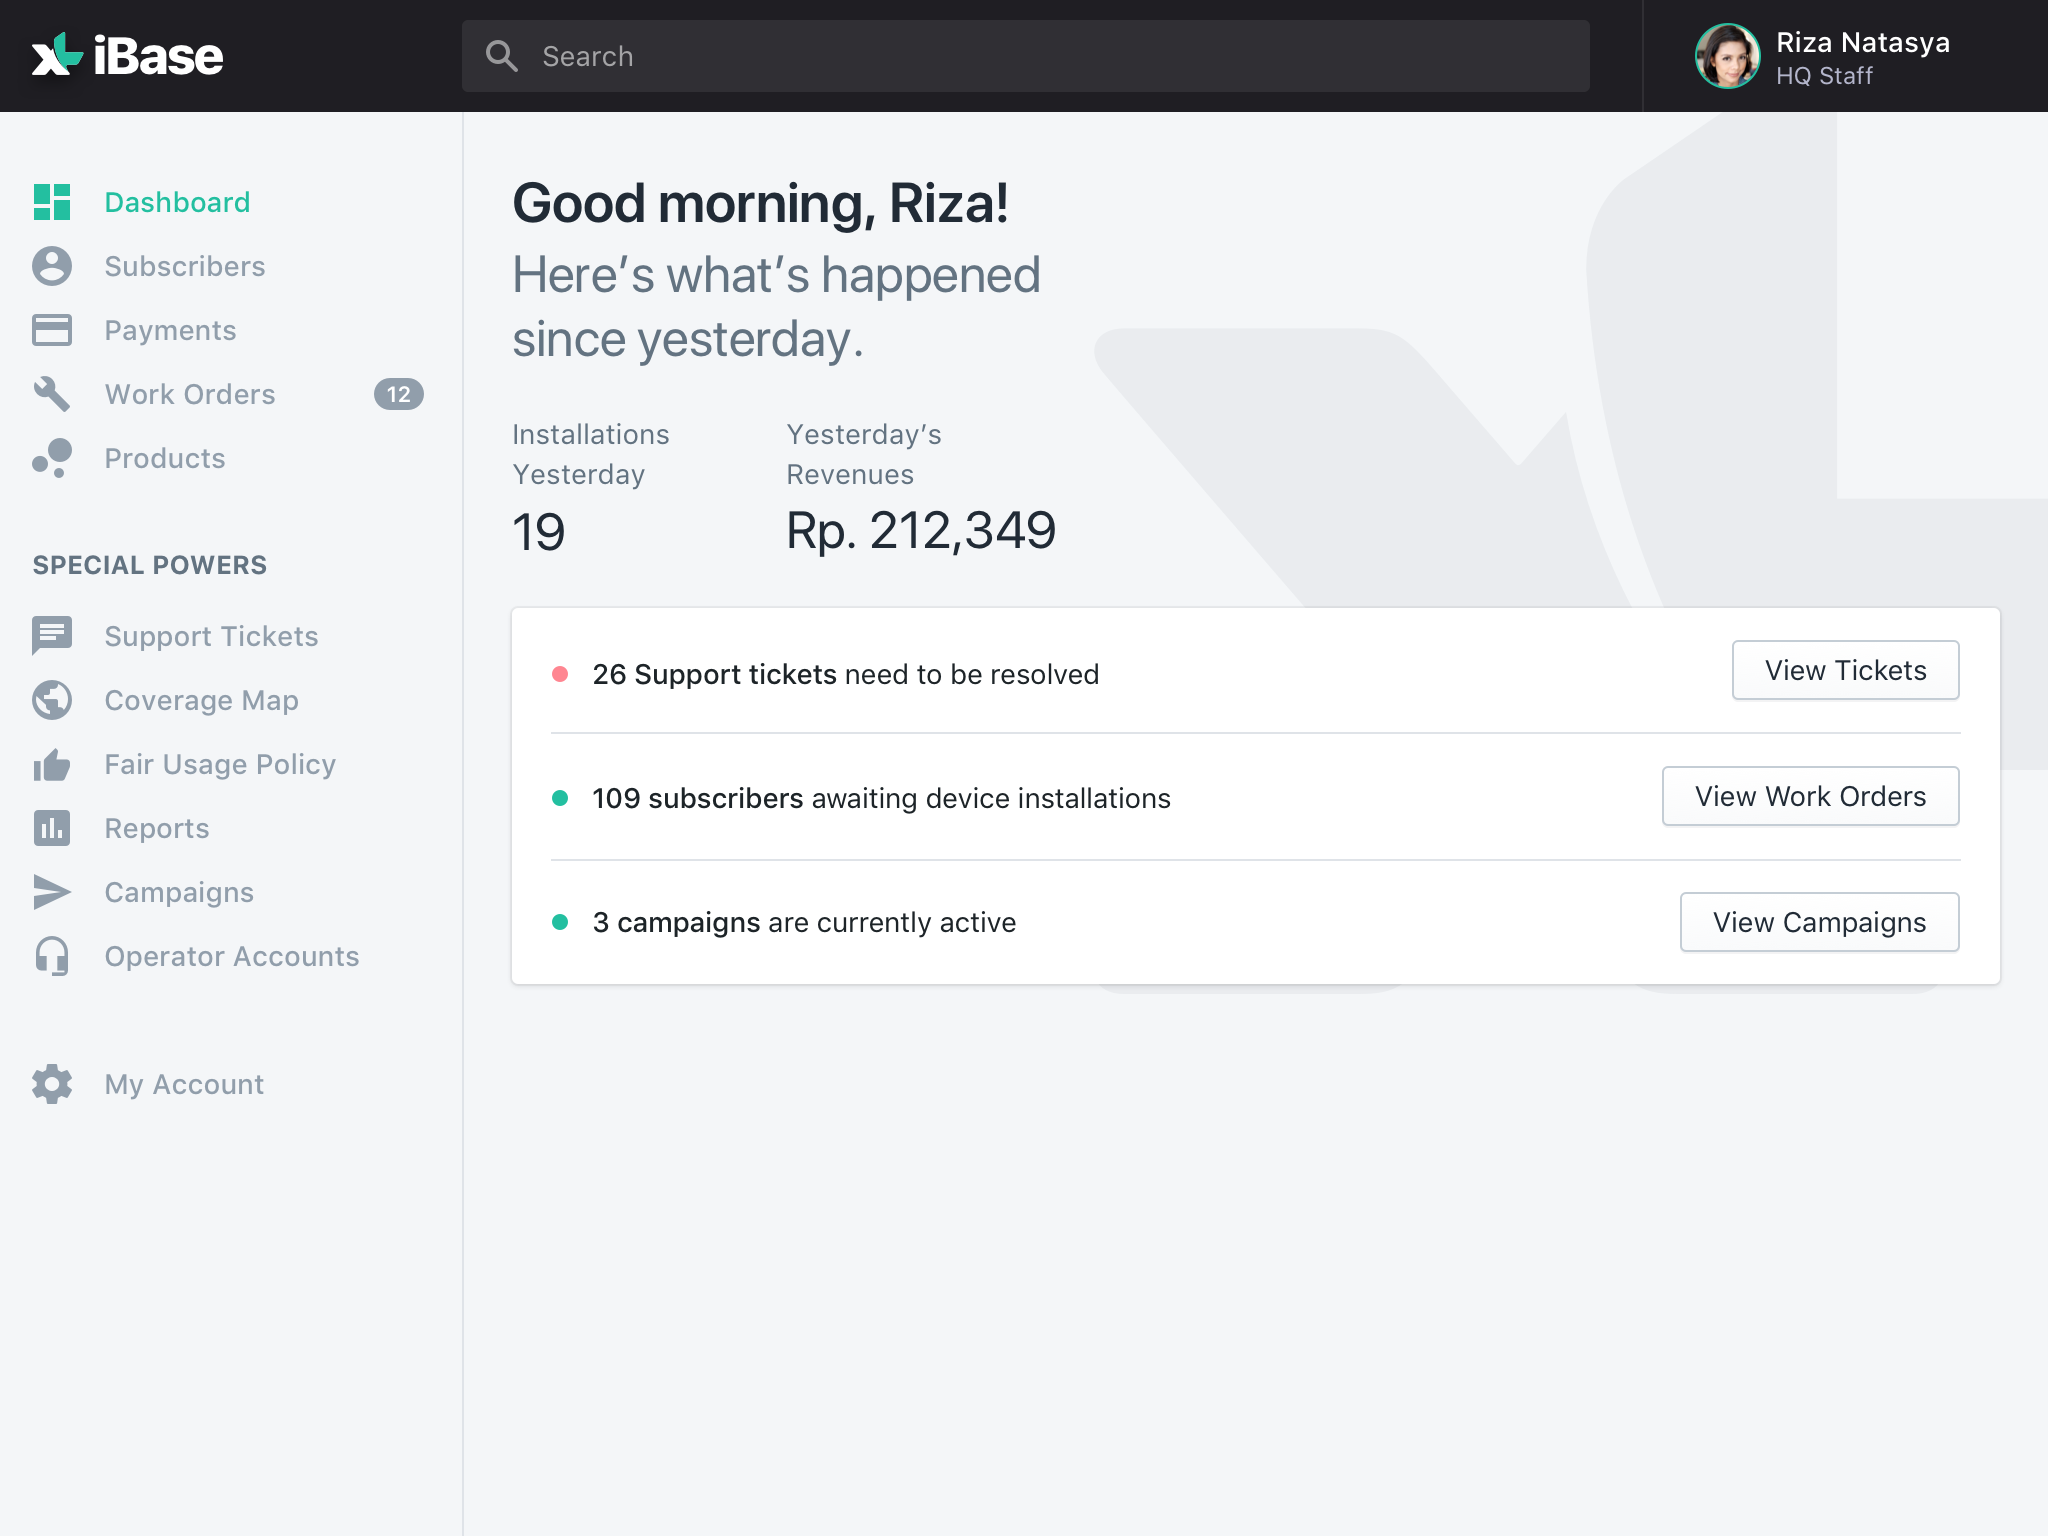 xL iBase
Search
Riza Natasya
HQ Staff
Dashboard
Subscribers
Payments
Work Orders
12
Products
SPECIAL POWERS
Support Tickets
Coverage Map
Fair Usage Policy
Reports
Campaigns
Operator Accounts
My Account
Good morning, Riza!
Here’s what’s happened
since yesterday.
Installations
Yesterday
19
Yesterday’s
Revenues
Rp. 212,349
26 Support tickets need to be resolved
View Tickets
109 subscribers awaiting device installations
View Work Orders
3 campaigns are currently active
View Campaigns